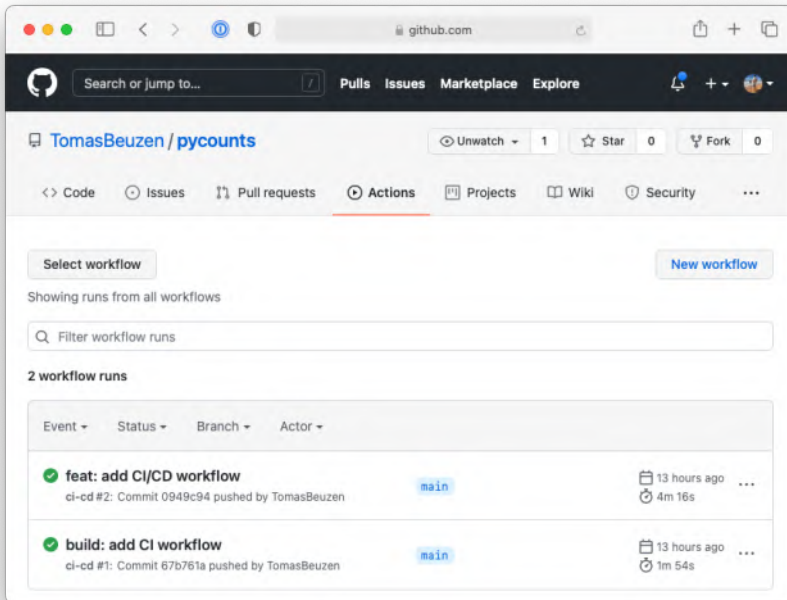 github.com
Search or jump to... / Pulls Issues Marketplace Explore
TomasBeuzen / pycounts Unwatch 1 Star 0 Fork 0
<> Code Issues Pull requests Actions Projects Wiki Security ...
Select workflow New workflow
Showing runs from all workflows
Filter workflow runs
2 workflow runs
Event Status Branch Actor
feat: add CI/CD workflow main 13 hours ago ...
ci-cd #2: Commit 0949c94 pushed by TomasBeuzen 4m 16s
build: add CI workflow main 13 hours ago ...
ci-cd #1: Commit 67b761a pushed by TomasBeuzen 1m 54s